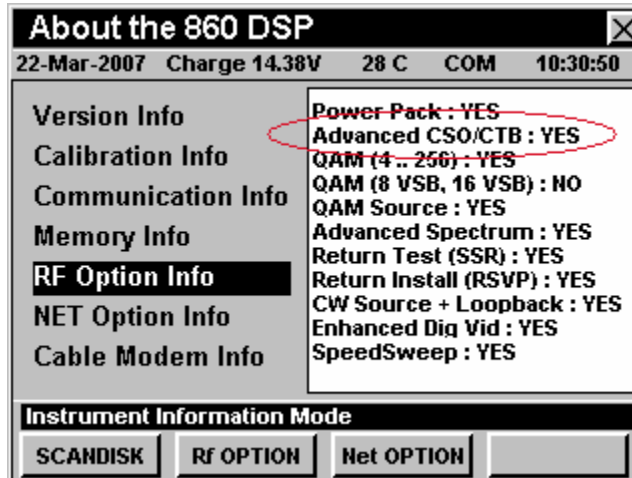 About the 860 DSP
22-Mar-2007 Charge 14.38V 28 C COM 10:30:50
Version Info
Calibration Info
Communication Info
Memory Info
RF Option Info
NET Option Info
Cable Modem Info
Power Pack : YES
Advanced CSO/CTB : YES
QAM (4 .. 256) : YES
QAM (8 VSB, 16 VSB) : NO
QAM Source : YES
Advanced Spectrum : YES
Return Test (SSR) : YES
Return Install (RSVP) : YES
CW Source + Loopback : YES
Enhanced Dig Vid : YES
SpeedSweep : YES
Instrument Information Mode
SCANDISK Rf OPTION Net OPTION